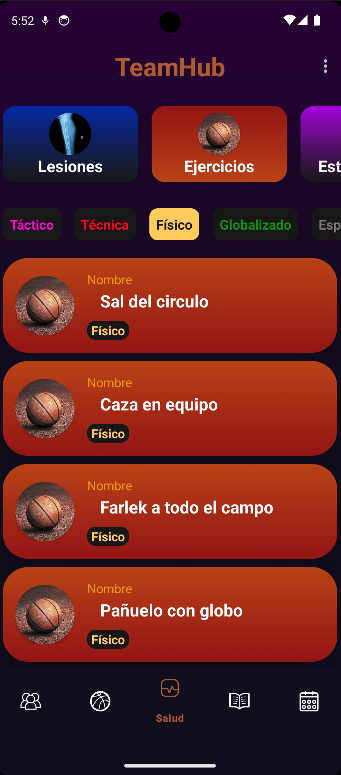 5:52
TeamHub
Lesiones
Ejercicios
Est
Táctico
Técnica
Físico
Globalizado
Esp
Nombre
Sal del circulo
Físico
Nombre
Caza en equipo
Físico
Nombre
Farlek a todo el campo
Físico
Nombre
Pañuelo con globo
Físico
Salud